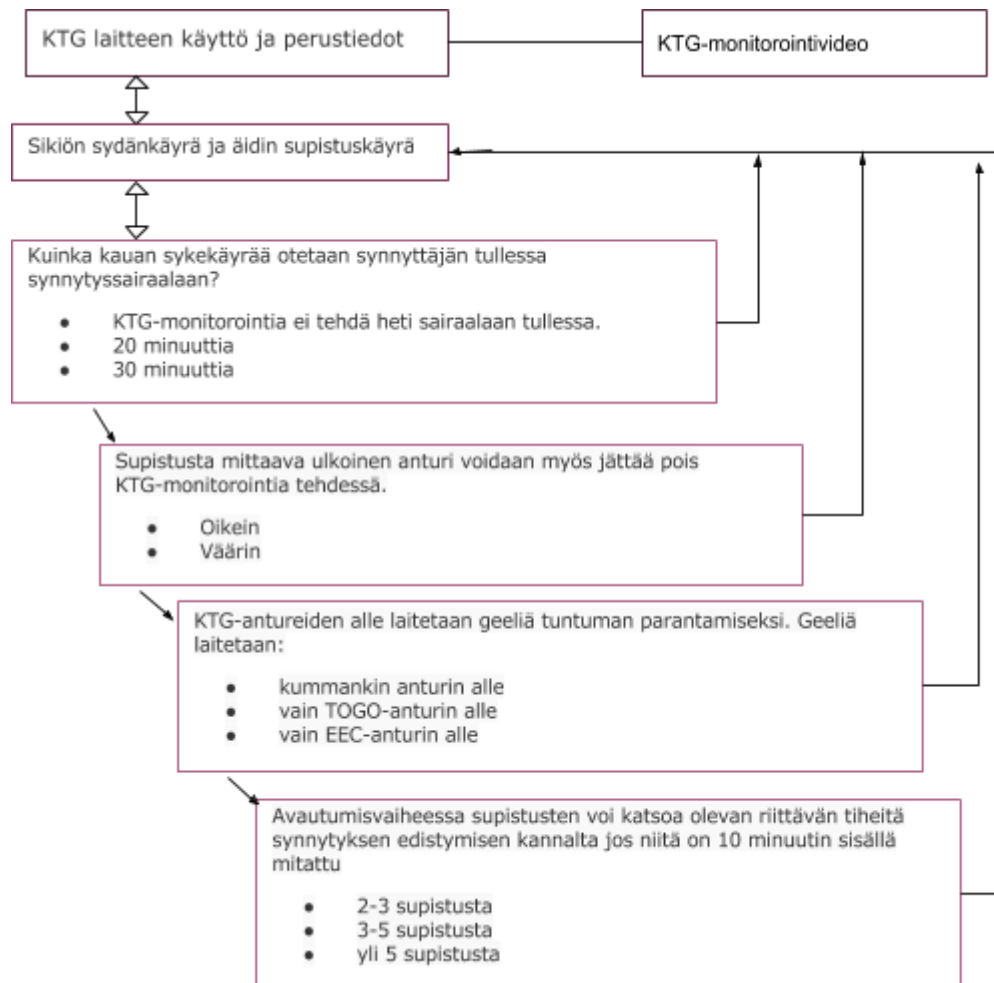 KTG laitteen käyttö ja perustiedot
KTG-monitorointivideo
Sikiön sydänkäyrä ja äidin supistuskäyrä
Kuinka kauan sykekäyrää otetaan synnyttäjän tullessa
synnytyssairaalaan?
● KTG-monitorointia ei tehdä heti sairaalaan tullessa.
● 20 minuuttia
● 30 minuuttia
Supistusta mittaava ulkoinen anturi voidaan myös jättää pois
KTG-monitorointia tehdessä.
● Oikein
● Väärin
KTG-antureiden alle laitetaan geeliä tuntuman parantamiseksi. Geeliä
laitetaan:
● kummankin anturin alle
● vain TOGO-anturin alle
● vain EEC-anturin alle
Avautumisvaiheessa supistusten voi katsoa olevan riittävän tiheitä
synnytyksen edistymisen kannalta jos niitä on 10 minuutin sisällä
mitattu
● 2-3 supistusta
● 3-5 supistusta
● yli 5 supistusta